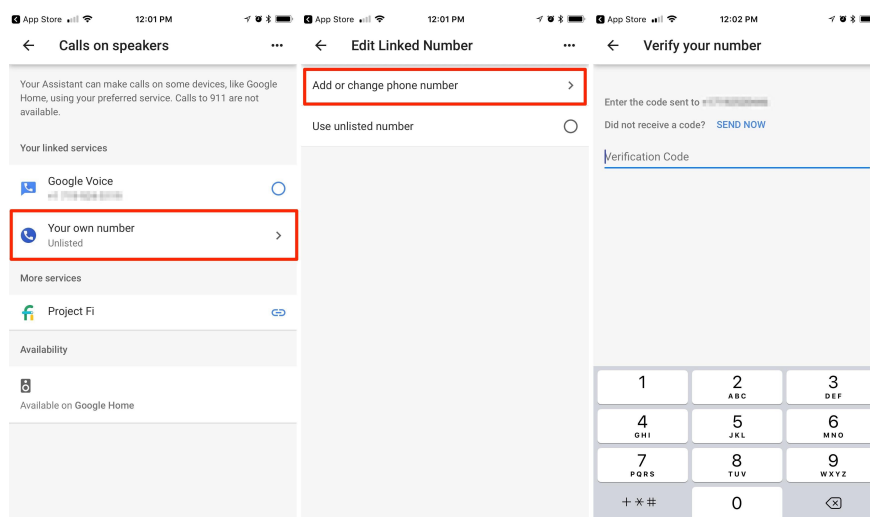 App Store
12:01 PM
Calls on speakers
Your Assistant can make calls on some devices, like Google
Home, using your preferred service. Calls to 911 are not
available.
Your linked services
Google Voice
Your own number
Unlisted
More services
Project Fi
Availability
Available on Google Home
App Store
12:01 PM
Edit Linked Number
Add or change phone number
Use unlisted number
App Store
12:02 PM
Verify your number
Enter the code sent to
Did not receive a code? SEND NOW
Verification Code
1
2
ABC
3
DEF
4
GHI
5
JKL
6
MNO
7
PQRS
8
TUV
9
WXYZ
+*#
0